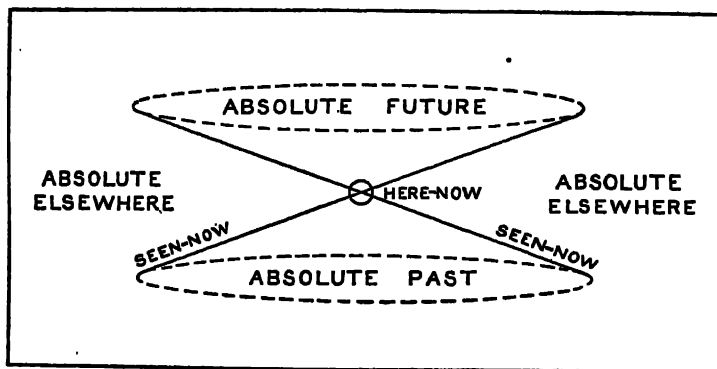 ABSOLUTE FUTURE
ABSOLUTE
ELSEWHERE
HERE-NOW
ABSOLUTE
ELSEWHERE
SEEN-NOW
SEEN-NOW
ABSOLUTE PAST